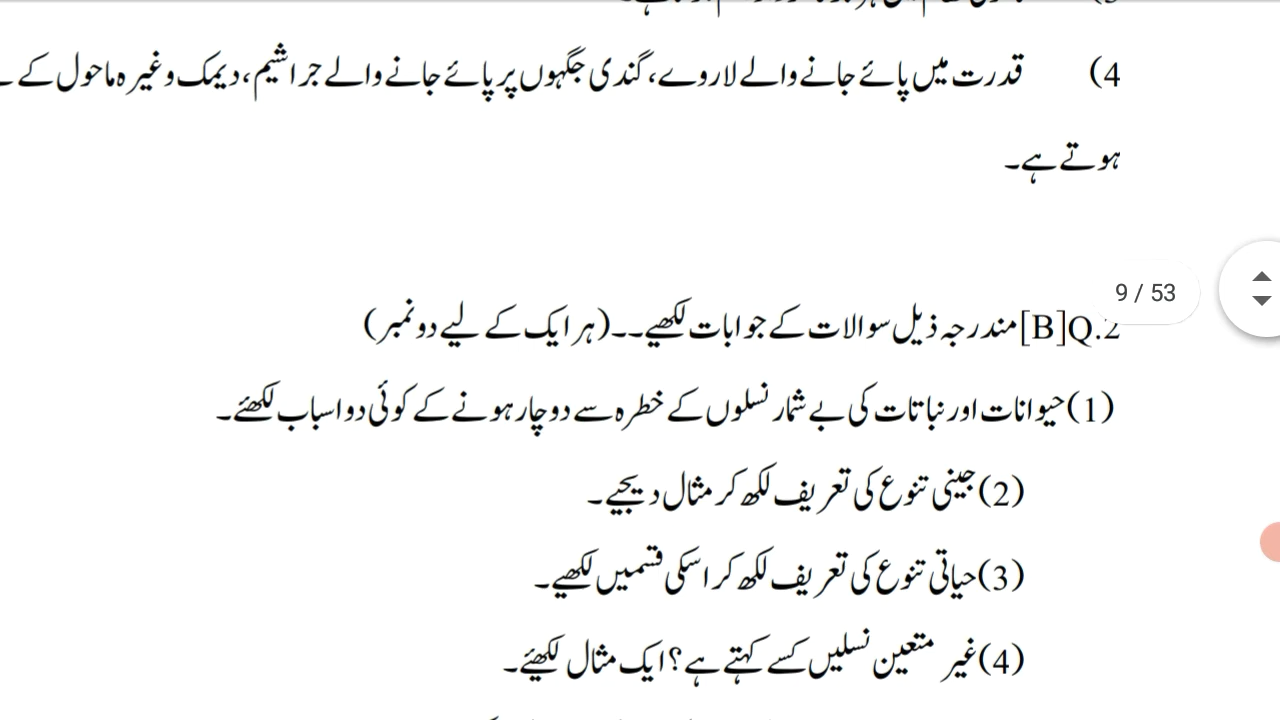 4) قدرت میں پائے جانے والے لاروے، گندی جگہوں پر پائے جانے والے جراثیم، دیمک وغیرہ ماحول کے
ہوتے ہے۔
9 / 53
Q.2[B] مندرجہ ذیل سوالات کے جوابات لکھیے۔۔(ہر ایک کے لیے دو نمبر)
(1) حیوانات اور نباتات کی بے شمار نسلوں کے خطرہ سے دوچار ہونے کے کوئی دو اسباب لکھئے۔
(2) جینی تنوع کی تعریف لکھ کر مثال دیجیے۔
(3) حیاتی تنوع کی تعریف لکھ کر اسکی قسمیں لکھیے۔
(4) غیر متعین نسلیں کسے کہتے ہے؟ ایک مثال لکھیئے۔